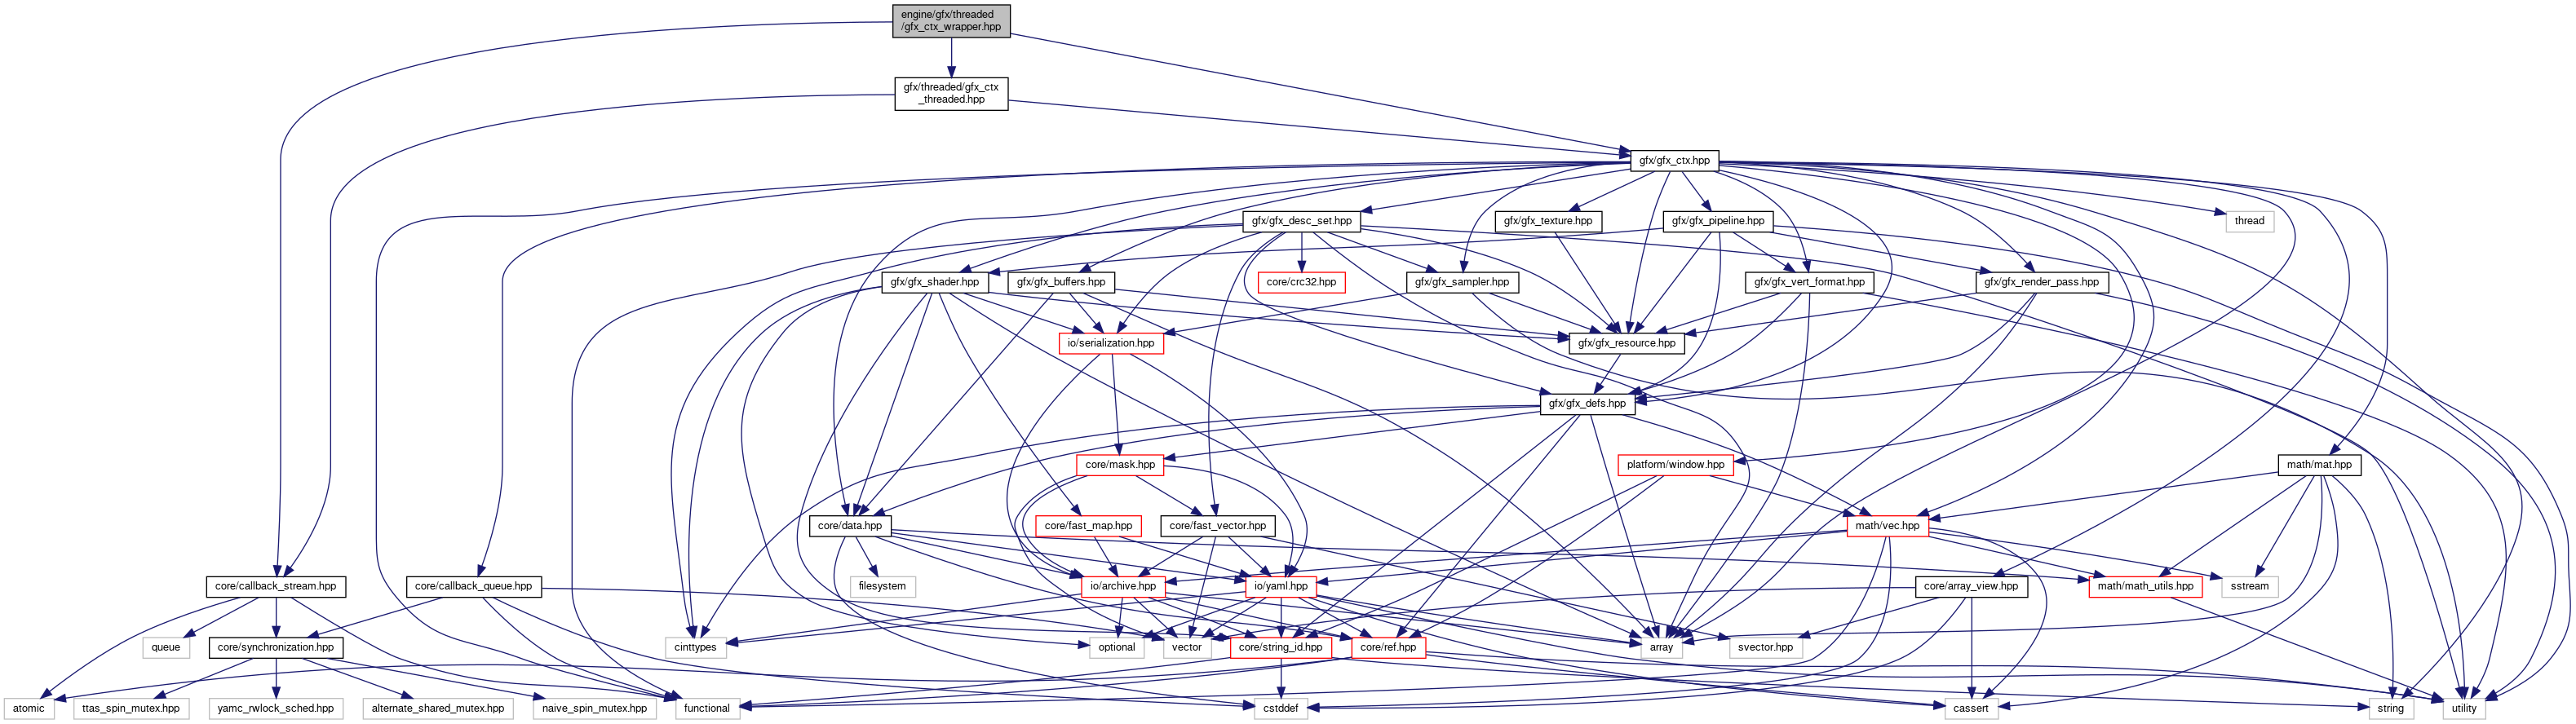 engine/gfx/threaded
/gfx_ctx_wrapper.hpp
gfx/threaded/gfx_ctx
_threaded.hpp
gfx/gfx_ctx.hpp
gfx/gfx_desc_set.hpp
gfx/gfx_texture.hpp
gfx/gfx_pipeline.hpp
thread
gfx/gfx_shader.hpp
gfx/gfx_buffers.hpp
core/crc32.hpp
gfx/gfx_sampler.hpp
gfx/gfx_vert_format.hpp
gfx/gfx_render_pass.hpp
io/serialization.hpp
gfx/gfx_resource.hpp
gfx/gfx_defs.hpp
core/mask.hpp
platform/window.hpp
math/mat.hpp
core/data.hpp
core/fast_map.hpp
core/fast_vector.hpp
math/vec.hpp
core/callback_stream.hpp
core/callback_queue.hpp
filesystem
io/archive.hpp
io/yaml.hpp
core/array_view.hpp
math/math_utils.hpp
sstream
queue
core/synchronization.hpp
cinttypes
optional
vector
core/string_id.hpp
core/ref.hpp
array
svector.hpp
atomic
ttas_spin_mutex.hpp
yamc_rwlock_sched.hpp
alternate_shared_mutex.hpp
naive_spin_mutex.hpp
functional
cstddef
cassert
string
utility